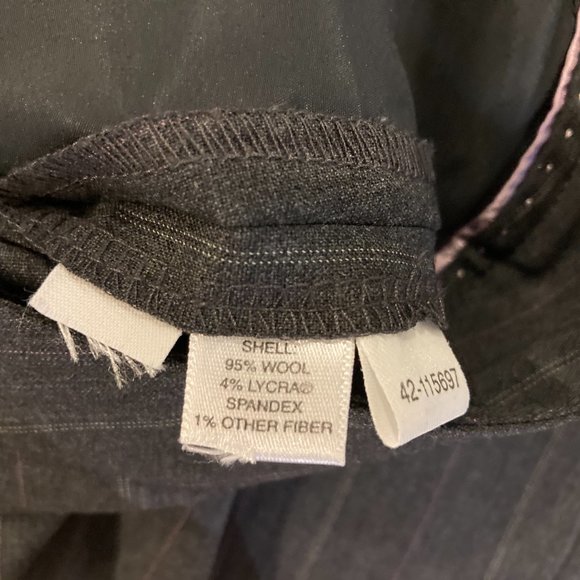 SHELL:
95% WOOL
4% LYCRA®
SPANDEX
1% OTHER FIBER
42-115697